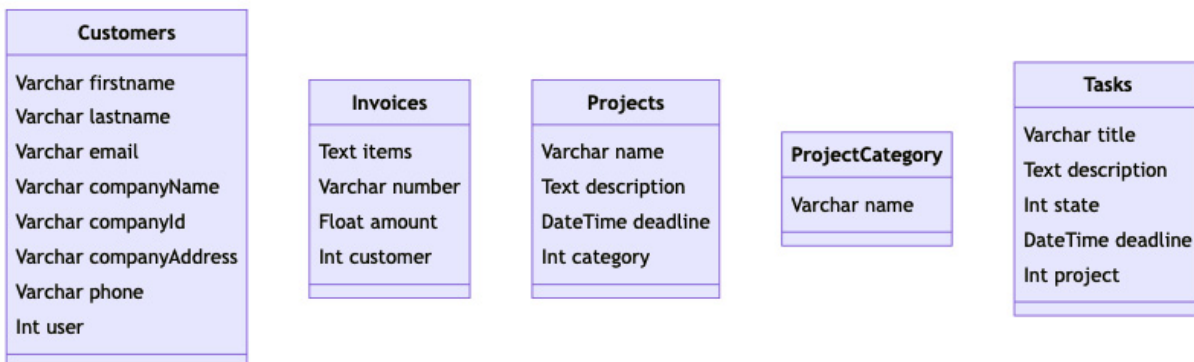 Customers
Varchar firstname
Varchar lastname
Varchar email
Varchar companyName
Varchar companyId
Varchar companyAddress
Varchar phone
Int user
Invoices
Text items
Varchar number
Float amount
Int customer
Projects
Varchar name
Text description
DateTime deadline
Int category
ProjectCategory
Varchar name
Tasks
Varchar title
Text description
Int state
DateTime deadline
Int project